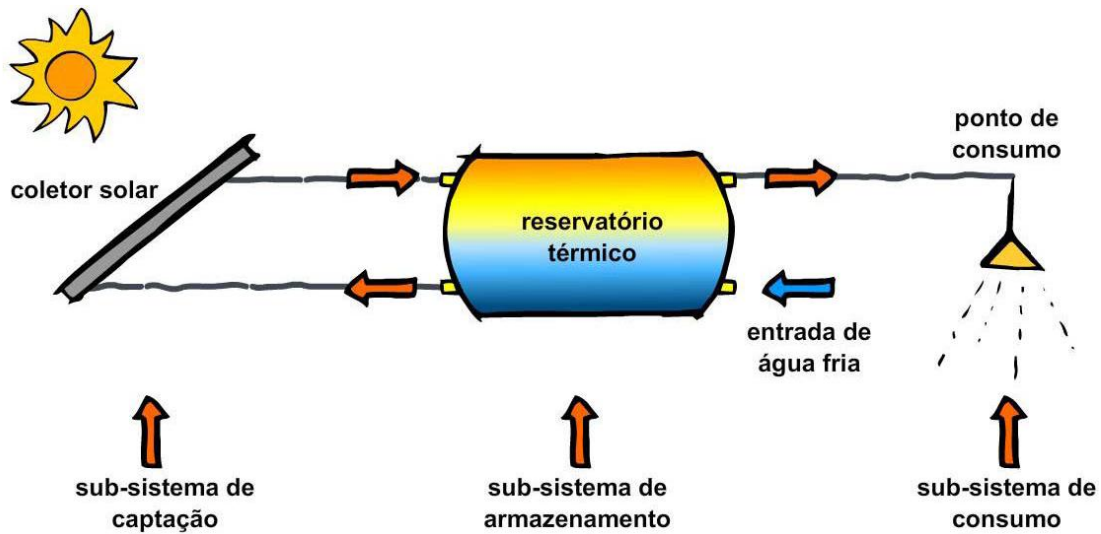 ponto de
consumo
coletor solar
reservatório
térmico
entrada de
água fria
sub-sistema de
captação
sub-sistema de
armazenamento
sub-sistema de
consumo